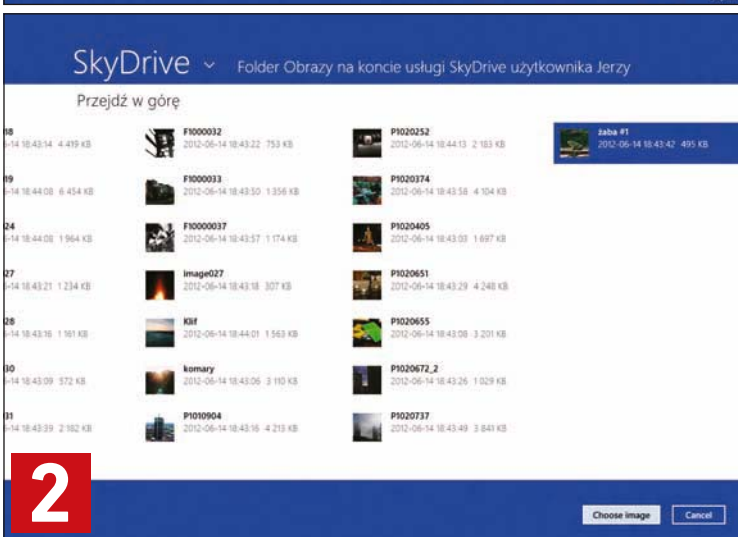 SkyDrive Folder Obrazy na koncie usługi SkyDrive użytkownika Jerzy
Przejdź w górę
18
6-14 18:43:14 4 419 KB
19
6-14 18:44:08 6 454 KB
24
6-14 18:44:08 1 964 KB
27
6-14 18:43:21 1 234 KB
28
6-14 18:43:16 1 161 KB
30
6-14 18:43:09 572 KB
31
6-14 18:43:39 2 182 KB
F1000032
2012-06-14 18:43:22 753 KB
F1000033
2012-06-14 18:43:50 1 356 KB
F10000037
2012-06-14 18:43:57 1 174 KB
image027
2012-06-14 18:43:18 307 KB
Klif
2012-06-14 18:44:01 1 563 KB
komary
2012-06-14 18:43:06 3 110 KB
P1010904
2012-06-14 18:43:16 4 213 KB
P1020252
2012-06-14 18:44:13 2 183 KB
P1020374
2012-06-14 18:43:58 4 104 KB
P1020405
2012-06-14 18:43:03 1 697 KB
P1020651
2012-06-14 18:43:29 4 248 KB
P1020655
2012-06-14 18:43:08 3 201 KB
P1020672_2
2012-06-14 18:43:26 1 029 KB
P1020737
2012-06-14 18:43:49 3 841 KB
żaba #1
2012-06-14 18:43:42 495 KB
2
Choose image Cancel